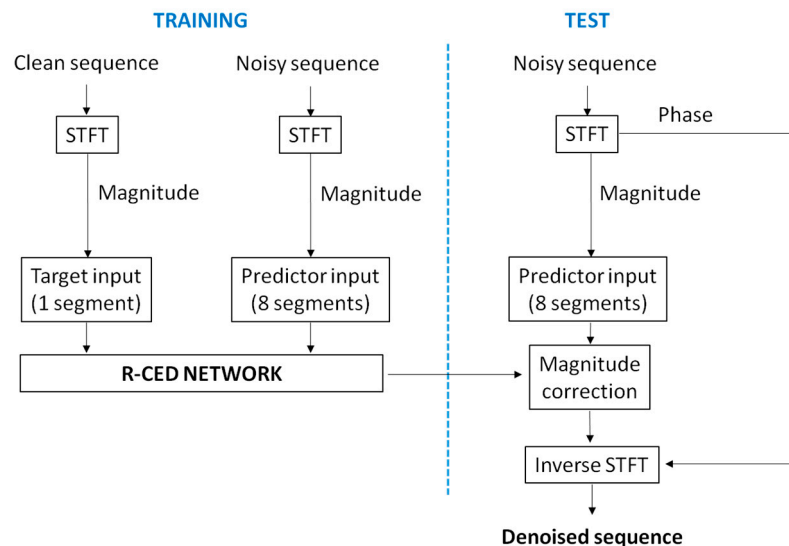 TRAINING
Clean sequence
Noisy sequence
STFT
STFT
Magnitude
Magnitude
Target input
(1 segment)
Predictor input
(8 segments)
R-CED NETWORK
TEST
Noisy sequence
STFT
Phase
Magnitude
Predictor input
(8 segments)
Magnitude
correction
Inverse STFT
Denoised sequence